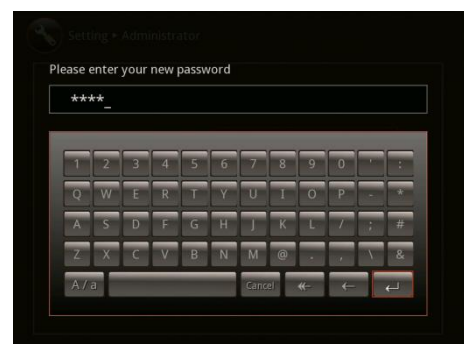 Setting • Administrator
Please enter your new password
****_
1 2 3 4 5 6 7 8 9 0 ' :
Q W E R T Y U I O P - *
A S D F G H J K L / ; #
Z X C V B N M @ . , \ &
A / a Cancel